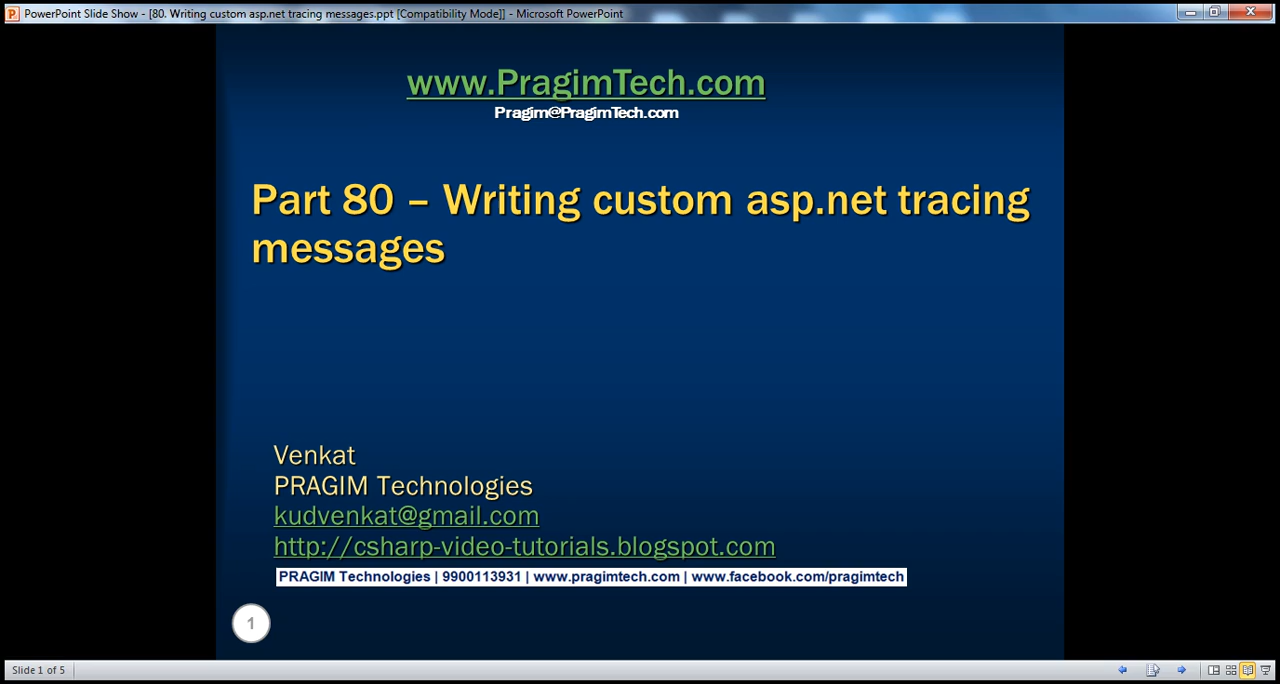 PowerPoint Slide Show - [80. Writing custom asp.net tracing messages.ppt [Compatibility Mode]] - Microsoft PowerPoint
www.PragimTech.com
Pragim@PragimTech.com
Part 80 – Writing custom asp.net tracing
messages
Venkat
PRAGIM Technologies
kudvenkat@gmail.com
http://csharp-video-tutorials.blogspot.com
PRAGIM Technologies | 9900113931 | www.pragimtech.com | www.facebook.com/pragimtech
1
Slide 1 of 5